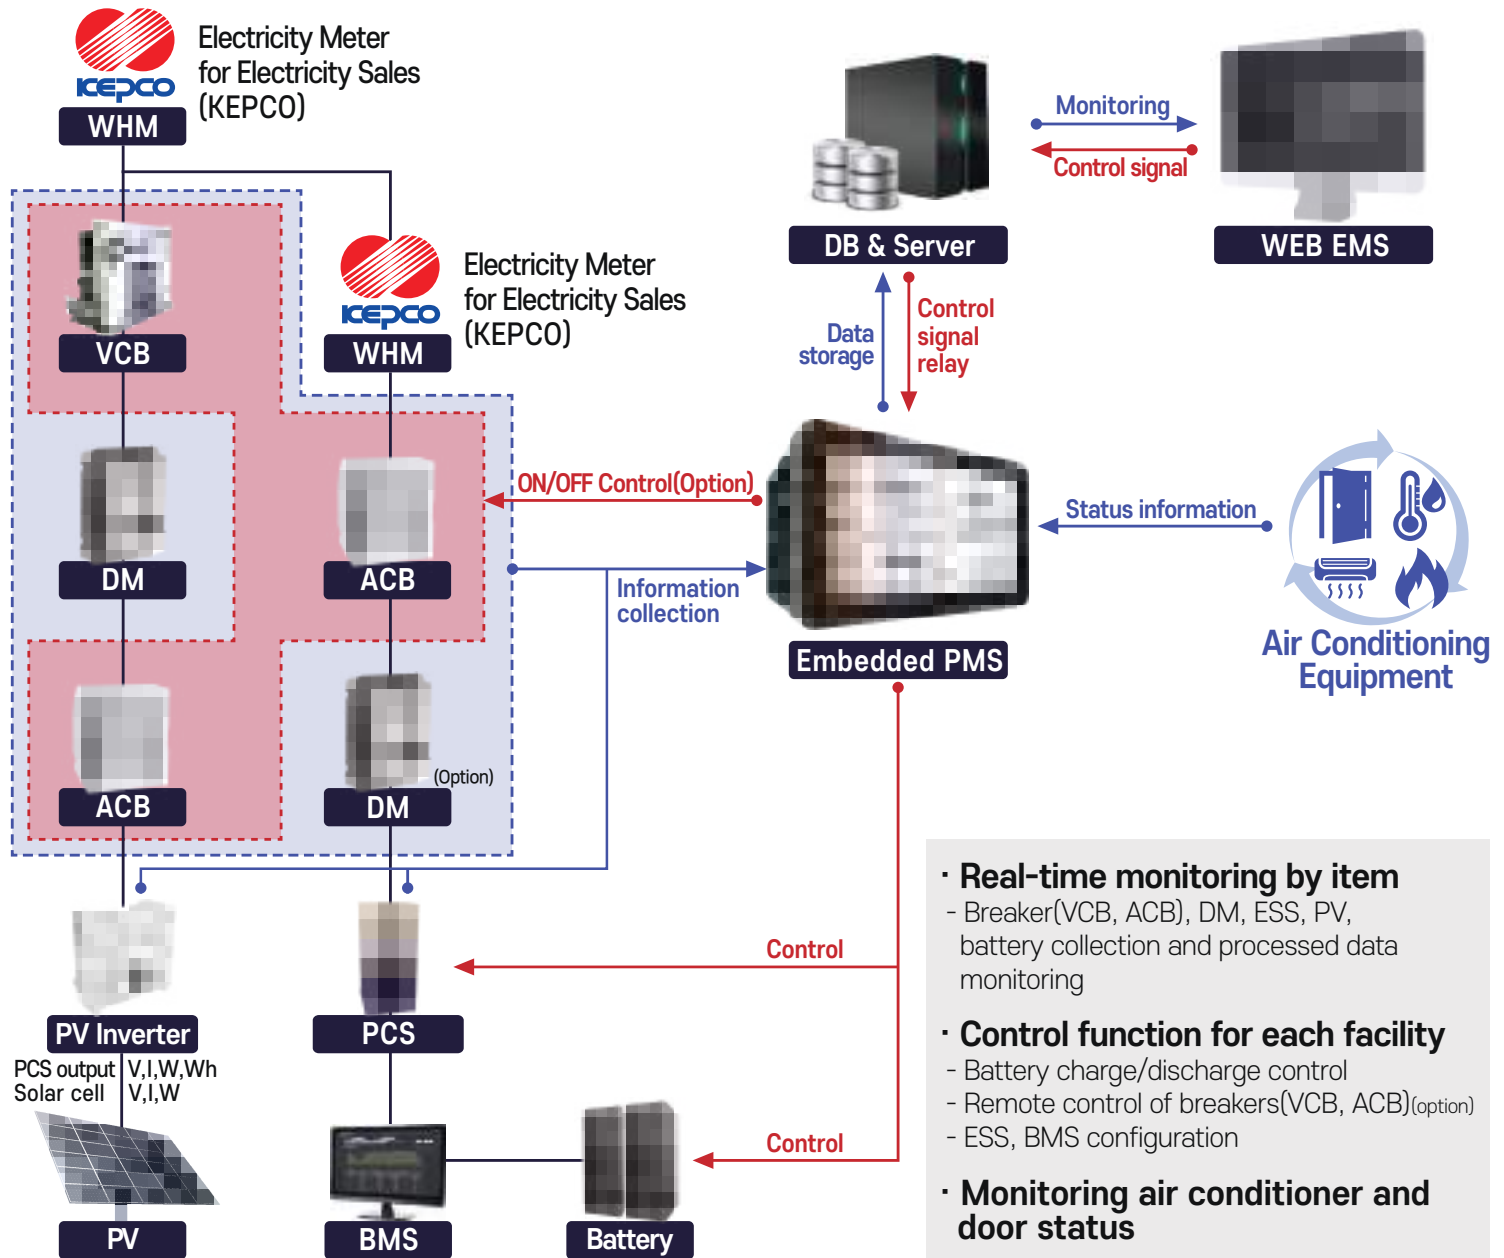 KEPCO
Electricity Meter
for Electricity Sales
(KEPCO)
WHM
KEPCO
Electricity Meter
for Electricity Sales
(KEPCO)
WHM
VCB
DM
ACB
ACB
(Option)
DM
PV Inverter
PCS output V,I,W,Wh
Solar cell V,I,W
PV
PCS
BMS
Battery
DB & Server
Monitoring
Control signal
WEB EMS
Data
storage
Control
signal
relay
ON/OFF Control(Option)
Information
collection
Embedded PMS
Status information
Air Conditioning
Equipment
Control
Control
· Real-time monitoring by item
- Breaker(VCB, ACB), DM, ESS, PV,
battery collection and processed data
monitoring
· Control function for each facility
- Battery charge/discharge control
- Remote control of breakers(VCB, ACB)(option)
- ESS, BMS configuration
· Monitoring air conditioner and
door status